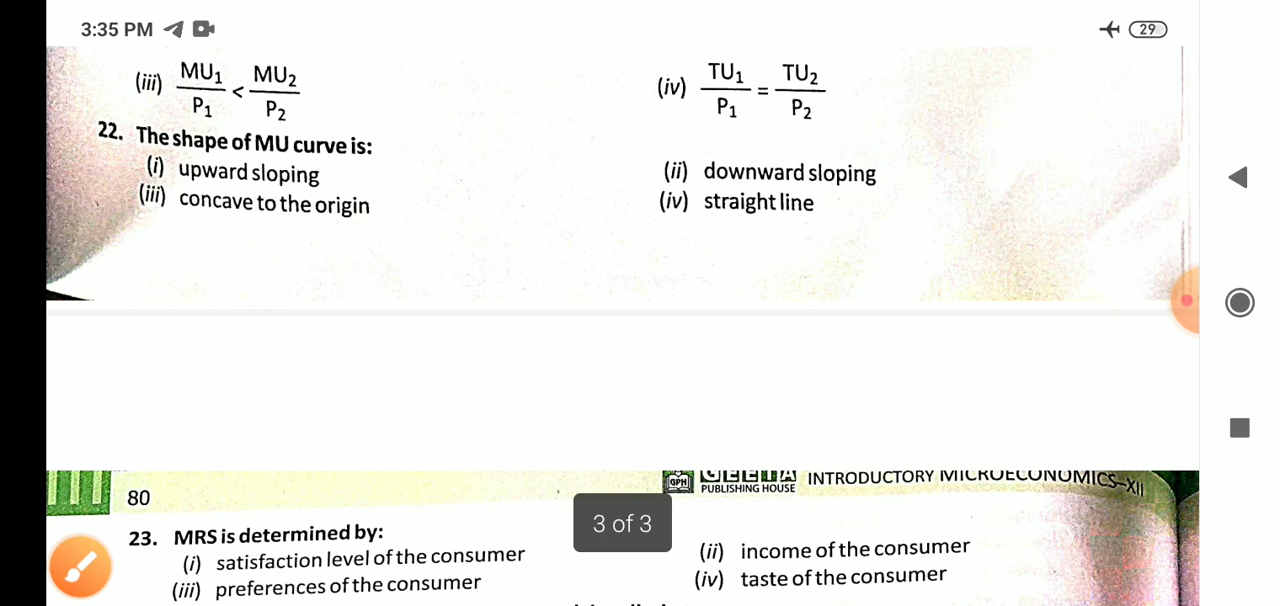 3:35 PM
29
(iii) MU1/P1 < MU2/P2 (iv) TU1/P1 = TU2/P2
22. The shape of MU curve is:
(i) upward sloping (ii) downward sloping
(iii) concave to the origin (iv) straight line
80 GPH GEETA PUBLISHING HOUSE INTRODUCTORY MICROECONOMICS–XII
3 of 3
23. MRS is determined by:
(i) satisfaction level of the consumer (ii) income of the consumer
(iii) preferences of the consumer (iv) taste of the consumer